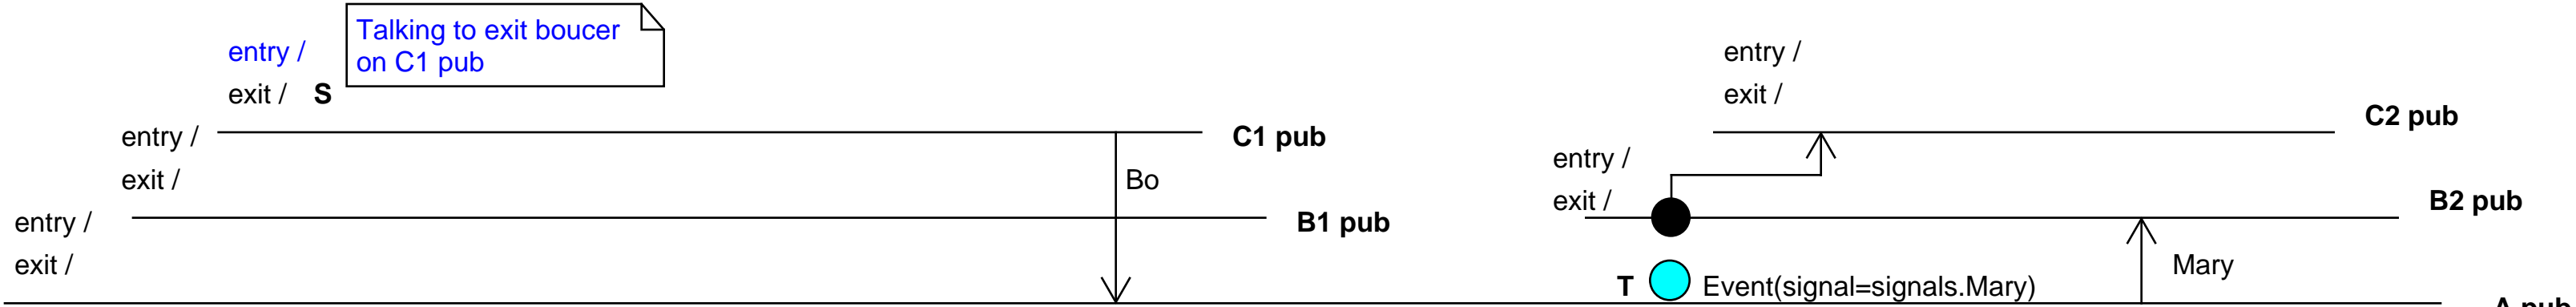 Talking to exit boucer
on C1 pub
entry /
exit / S
entry /
exit /
C1 pub
Bo
entry /
exit /
B1 pub
entry /
exit /
C2 pub
entry /
exit /
B2 pub
Mary
T Event(signal=signals.Mary)